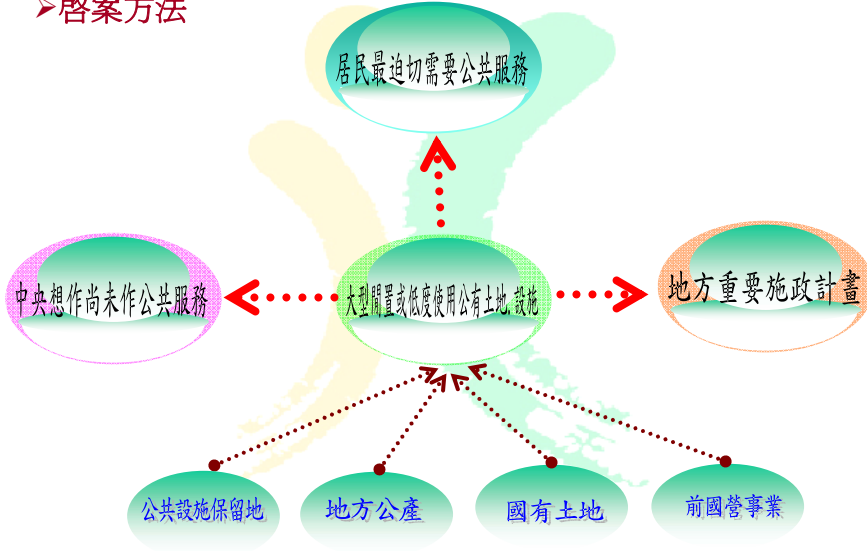 ➢啓案方法
居民最迫切需要公共服務
中央想作尚未作公共服務
大型閒置或低度使用公有土地,設施
地方重要施政計畫
公共設施保留地
地方公產
國有土地
前國營事業